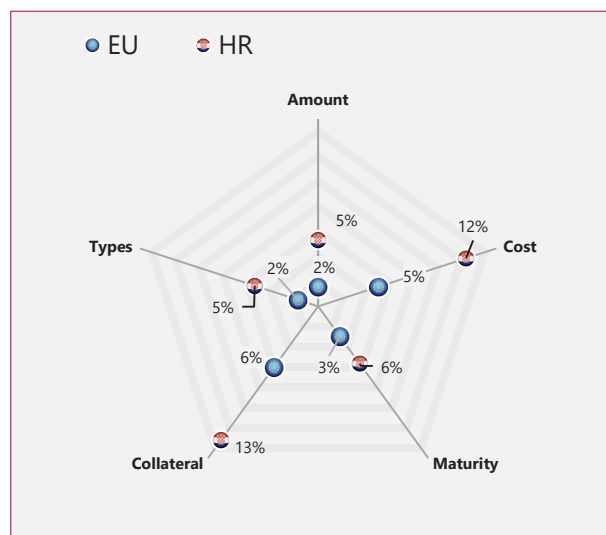 EU HR
Amount
5%
12%
Cost
Types
2%
2%
5%
5%
6%
3%
6%
13%
Collateral
Maturity